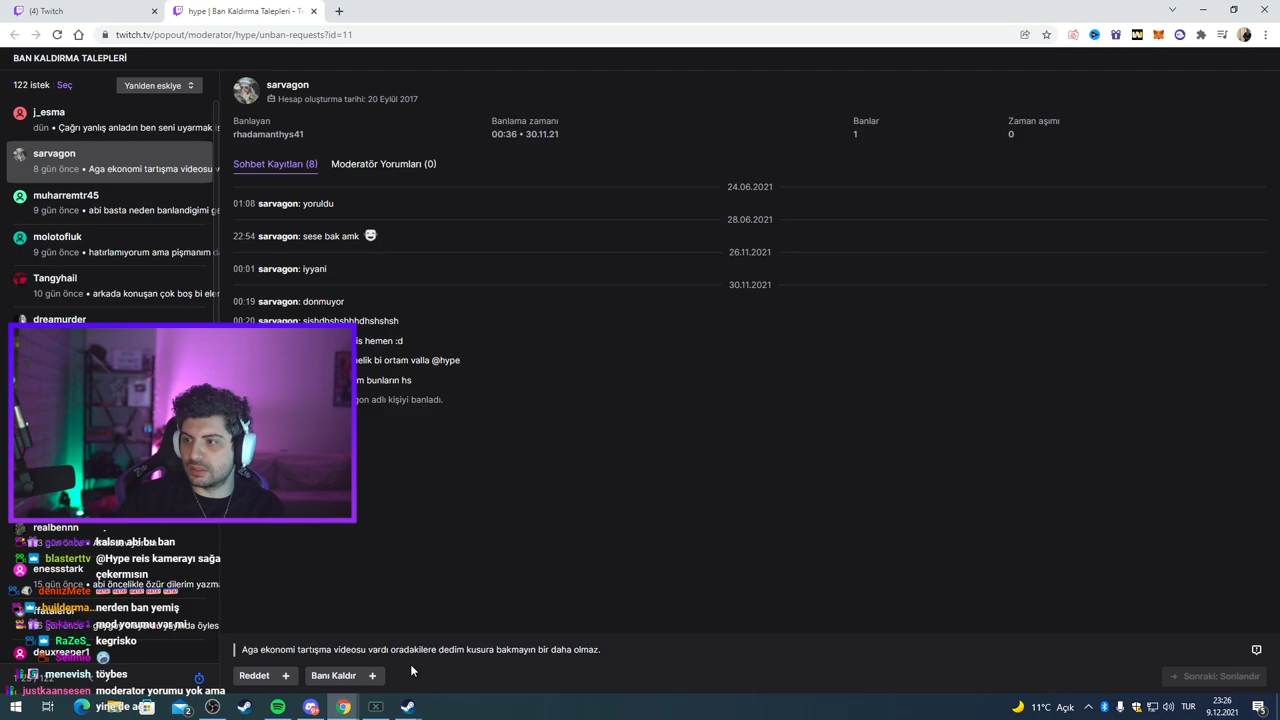 (4) Twitch
hype | Ban Kaldırma Talepleri - Tw
twitch.tv/popout/moderator/hype/unban-requests?id=11
BAN KALDIRMA TALEPLERİ
122 istek Seç
Yeniden eskiye
j_esma
dün • Çağrı yanlış anladın ben seni uyarmak is
sarvagon
8 gün önce • Aga ekonomi tartışma videosu v
muharremtr45
9 gün önce • abi basta neden banlandigimi ge
molotofluk
9 gün önce • hatırlamıyorum ama pişmanım da
Tangyhail
10 gün önce • arkada konuşan çok boş bi ele
dreamurder
realbennn
enessstark
15 gün önce • abi öncelikle özür dilerim yazma
deuxreaper1
sarvagon
Hesap oluşturma tarihi: 20 Eylül 2017
Banlayan
rhadamanthys41
Banlama zamanı
00:36 • 30.11.21
Banlar
1
Zaman aşımı
0
Sohbet Kayıtları (8)
Moderatör Yorumları (0)
24.06.2021
01:08 sarvagon: yoruldu
28.06.2021
22:54 sarvagon: sese bak amk
26.11.2021
00:01 sarvagon: iyyani
30.11.2021
00:19 sarvagon: donmuyor
00:20 sarvagon: sjshdhshshhhdhshshsh
is hemen :d
elik bi ortam valla @hype
m bunların hs
gon adlı kişiyi banladı.
kalsın abi bu ban
blasterttv @Hype reis kamerayı sağa
çekermısın
deniizMete
builderma... nerden ban yemiş
mod yorumu var mi
RaZeS_ kegrisko
Selimio
menevish töybes
justkaansesen moderator yorumu yok ama
Aga ekonomi tartışma videosu vardı oradakilere dedim kusura bakmayın bir daha olmaz.
Reddet +
Banı Kaldır +
Sonraki: Sonlandır
11°C Açık
TUR
23:26
9.12.2021